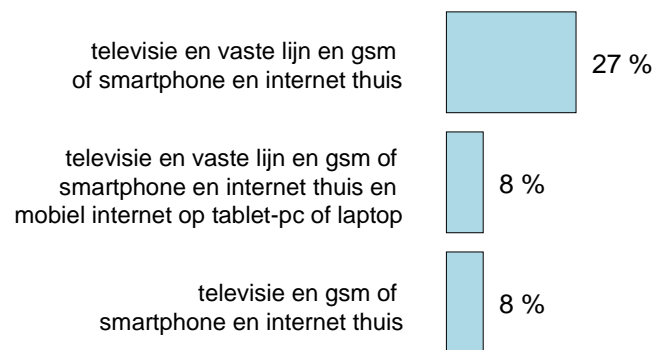 televisie en vaste lijn en gsm
of smartphone en internet thuis
27 %
televisie en vaste lijn en gsm of
smartphone en internet thuis en
mobiel internet op tablet-pc of laptop
8 %
televisie en gsm of
smartphone en internet thuis
8 %